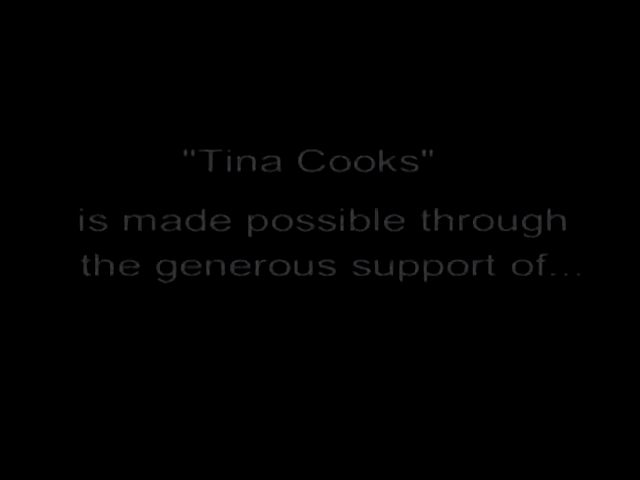 "Tina Cooks"
is made possible through
the generous support of...